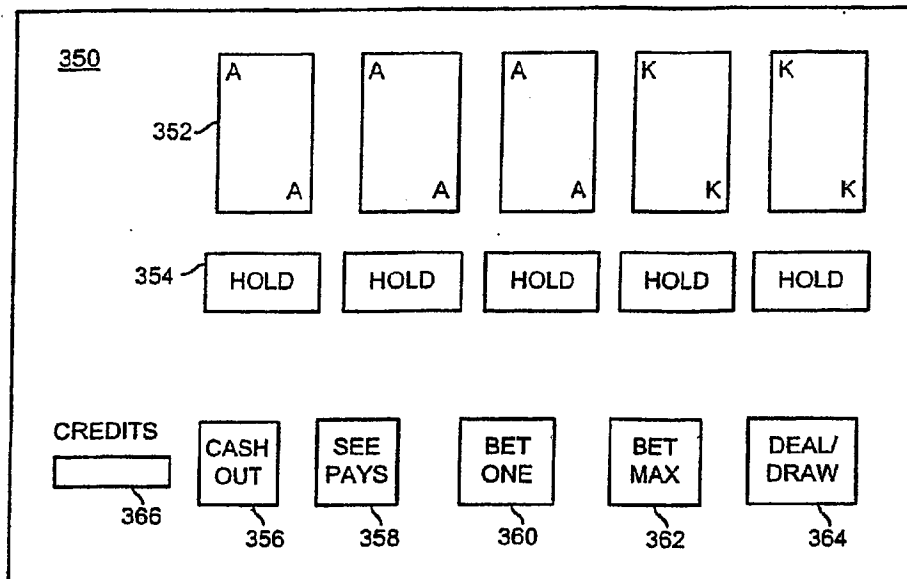 350
A A A K K
352
A A A K K
354
HOLD HOLD HOLD HOLD HOLD
CREDITS
CASH OUT
SEE PAYS
BET ONE
BET MAX
DEAL/ DRAW
366
356 358 360 362 364